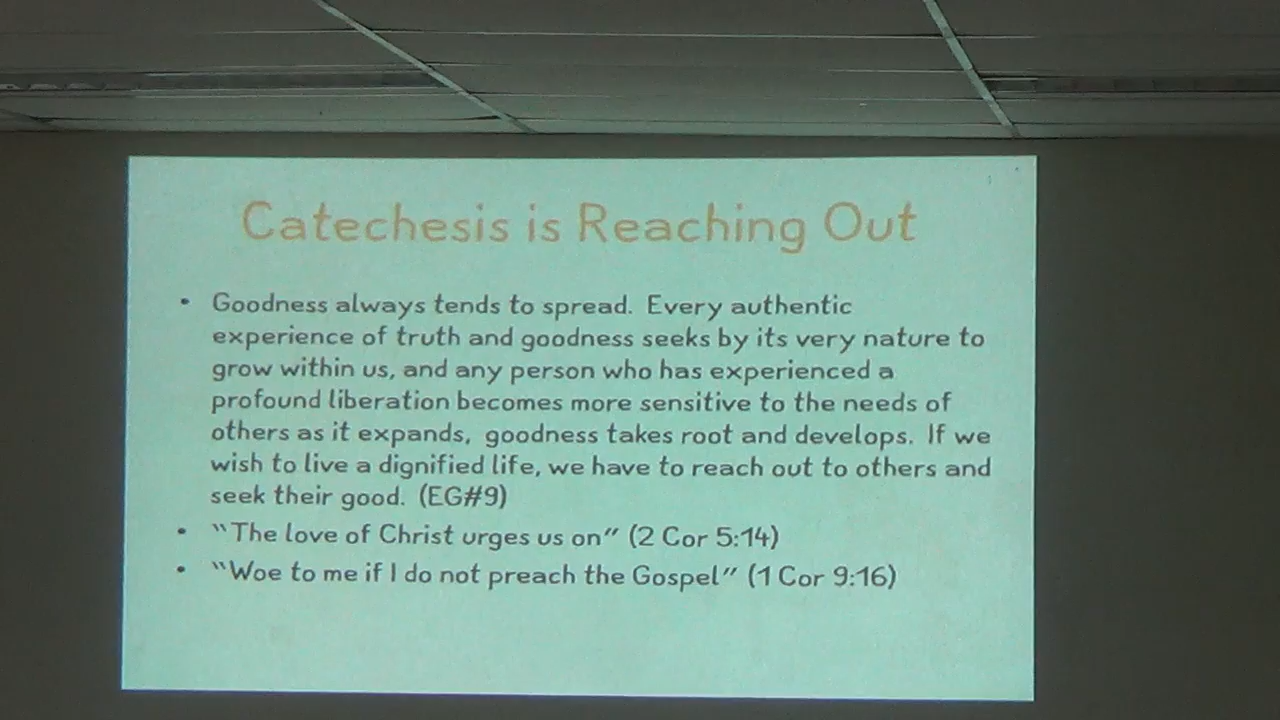 Catechesis is Reaching Out
• Goodness always tends to spread. Every authentic
experience of truth and goodness seeks by its very nature to
grow within us, and any person who has experienced a
profound liberation becomes more sensitive to the needs of
others as it expands, goodness takes root and develops. If we
wish to live a dignified life, we have to reach out to others and
seek their good. (EG#9)
• “The love of Christ urges us on” (2 Cor 5:14)
• “Woe to me if I do not preach the Gospel” (1 Cor 9:16)